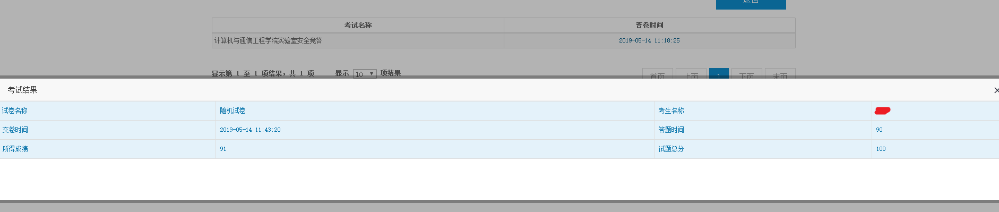 返回
考试名称 答卷时间
计算机与通信工程学院实验室安全竞答 2019-05-14 11:18:25
显示第 1 至 1 项结果，共 1 项 显示 10 项结果 首页 上页 1 下页 末页
考试结果
试卷名称 随机试卷 考生名称
交卷时间 2019-05-14 11:43:20 答题时间 90
所得成绩 91 试题总分 100